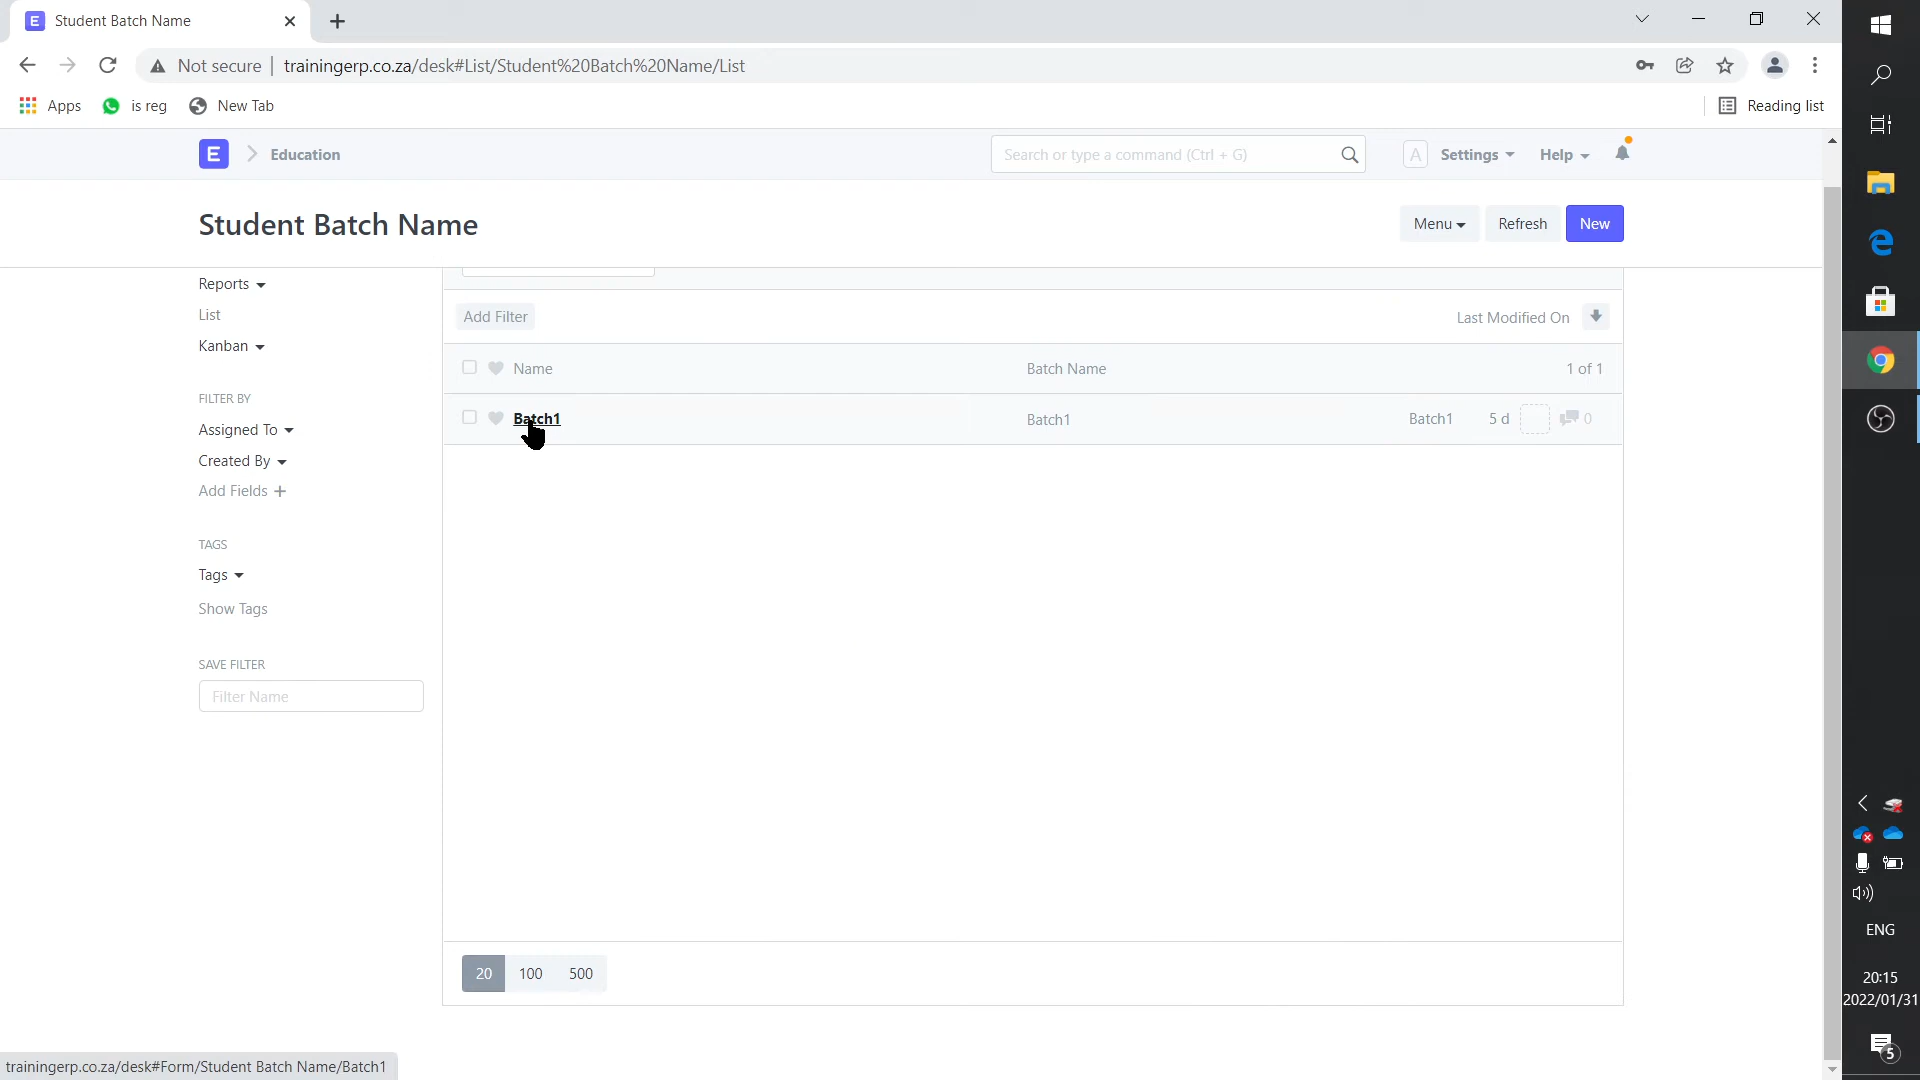 Student Batch Name
Not secure
trainingerp.co.za/desk#List/Student%20Batch%20Name/List
Apps
is reg
New Tab
Reading list
E
Education
Search or type a command (Ctrl + G)
A
Settings
Help
Student Batch Name
Menu
Refresh
New
Reports
List
Kanban
FILTER BY
Assigned To
Created By
Add Fields
TAGS
Tags
Show Tags
SAVE FILTER
Filter Name
Add Filter
Last Modified On
Name
Batch Name
1 of 1
Batch1
Batch1
Batch1
5 d
0
20
100
500
trainingerp.co.za/desk#Form/Student Batch Name/Batch1
ENG
20:15
2022/01/31
5